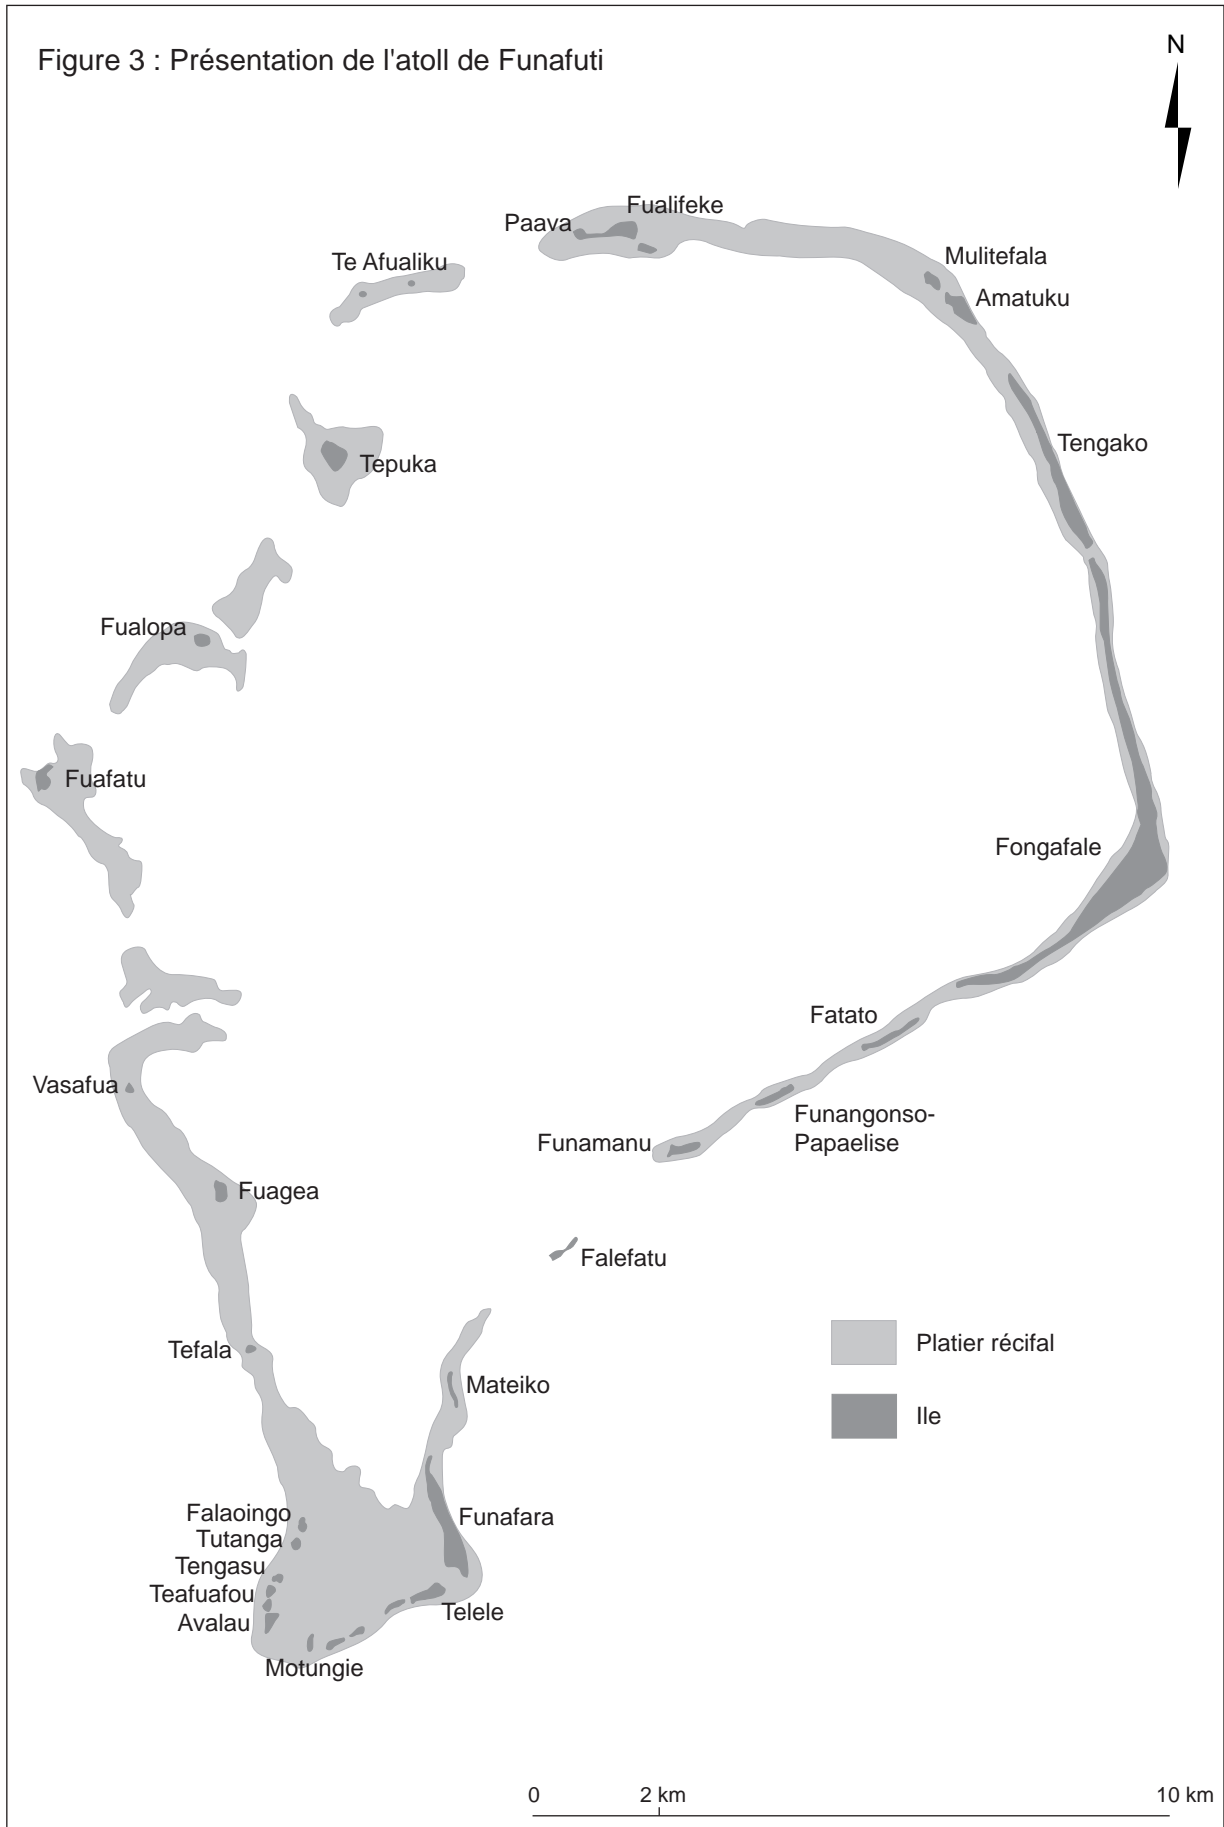 Figure 3 : Présentation de l'atoll de Funafuti
N
Paava
Fualifeke
Te Afualiku
Mulitefala
Amatuku
Tengako
Tepuka
Fualopa
Fuafatu
Fongafale
Fatato
Vasafua
Funangonso-
Papaelise
Funamanu
Fuagea
Falefatu
Platier récifal
Tefala
Mateiko
Ile
Falaoingo
Funafara
Tutanga
Tengasu
Teafuafou
Avalau
Telele
Motungie
0
2 km
10 km